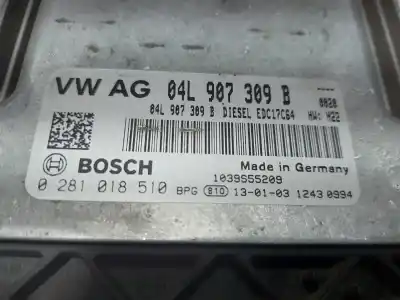 VW AG 04L 907 309 B ----
04L 907 309 B DIESEL EDC17C64 0020
HW: H22
BOSCH Made in Germany
1039S55209
0 281 018 510 BPG 810 13-01-03 1243 0994